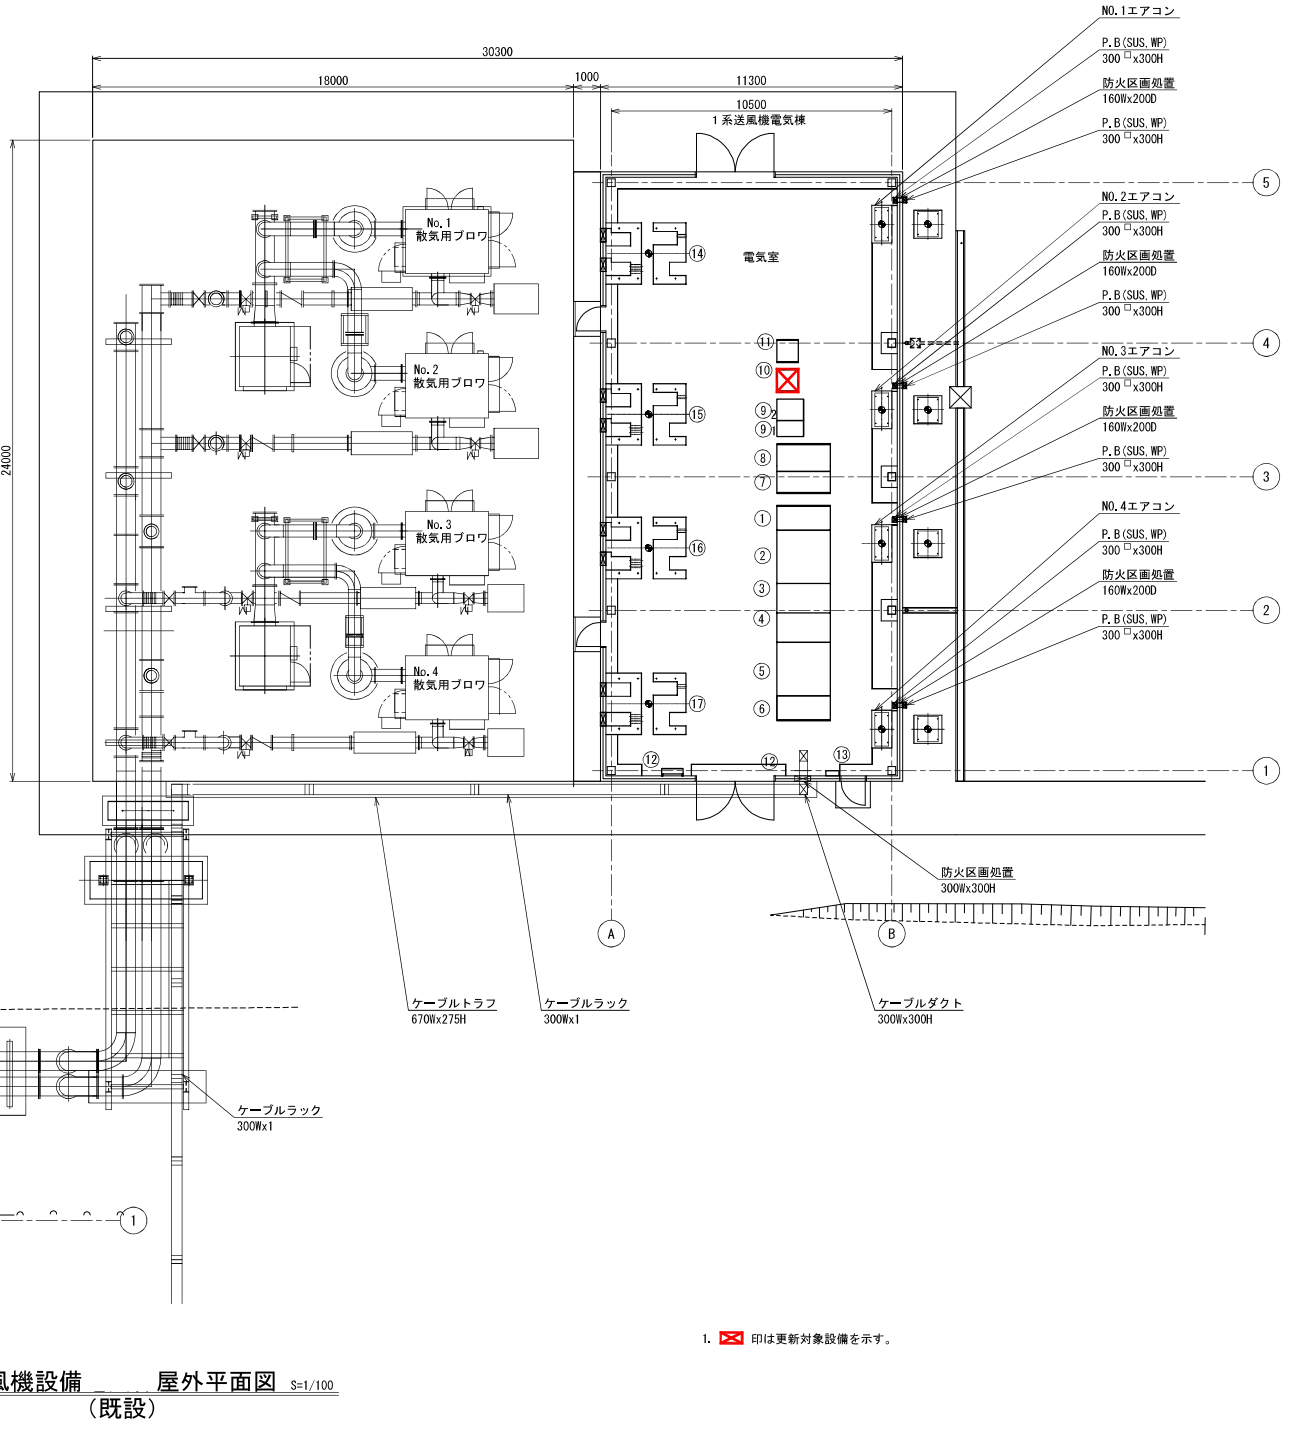 NO.1エアコン
P.B(SUS,WP)
300 □x300H
防火区画処置
160Wx200D
P.B(SUS,WP)
300 □x300H
30300
18000
1000
11300
10500
1系送風機電気棟
5
NO.2エアコン
P.B(SUS,WP)
300 □x300H
防火区画処置
160Wx200D
P.B(SUS,WP)
300 □x300H
No.1
散気用ブロワ
⑭
電気室
⑪
4
NO.3エアコン
P.B(SUS,WP)
300 □x300H
防火区画処置
160Wx200D
P.B(SUS,WP)
300 □x300H
No.2
散気用ブロワ
⑩
⑮
⑨2
⑨1
24000
⑧
⑦
3
NO.4エアコン
P.B(SUS,WP)
300 □x300H
防火区画処置
160Wx200D
P.B(SUS,WP)
300 □x300H
No.3
散気用ブロワ
①
⑯
②
③
④
2
No.4
散気用ブロワ
⑤
⑰
⑥
⑫
⑫
⑬
1
防火区画処置
300Wx300H
A
B
ケーブルトラフ
670Wx275H
ケーブルラック
300Wx1
ケーブルダクト
300Wx300H
ケーブルラック
300Wx1
1
1. 印は更新対象設備を示す。
風機設備 屋外平面図 S=1/100
(既設)